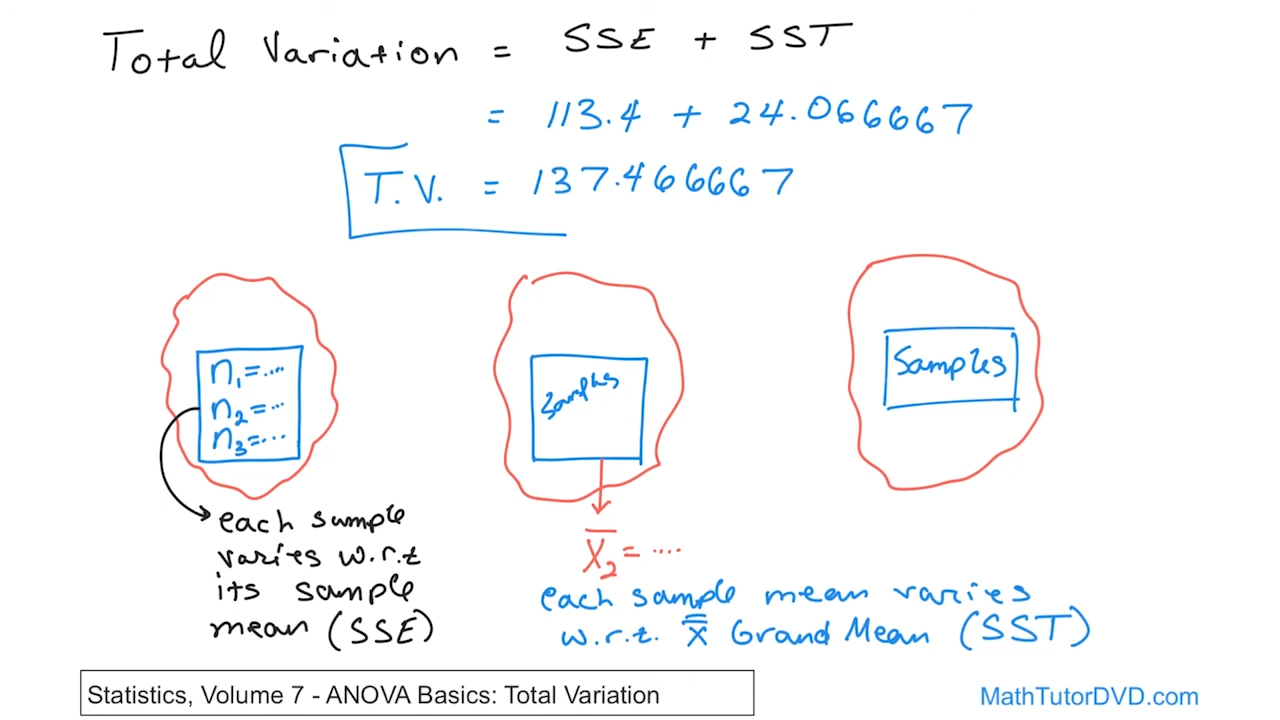 Total Variation = SSE + SST
= 113.4 + 24.066667
T.V. = 137.466667
n₁=...
n₂=...
n₃=...
Samples
Samples
each sample
varies w.r.t
its sample
mean (SSE)
X̄₂ = ....
each sample mean varies
w.r.t. x̿ Grand Mean (SST)
Statistics, Volume 7 - ANOVA Basics: Total Variation
MathTutorDVD.com